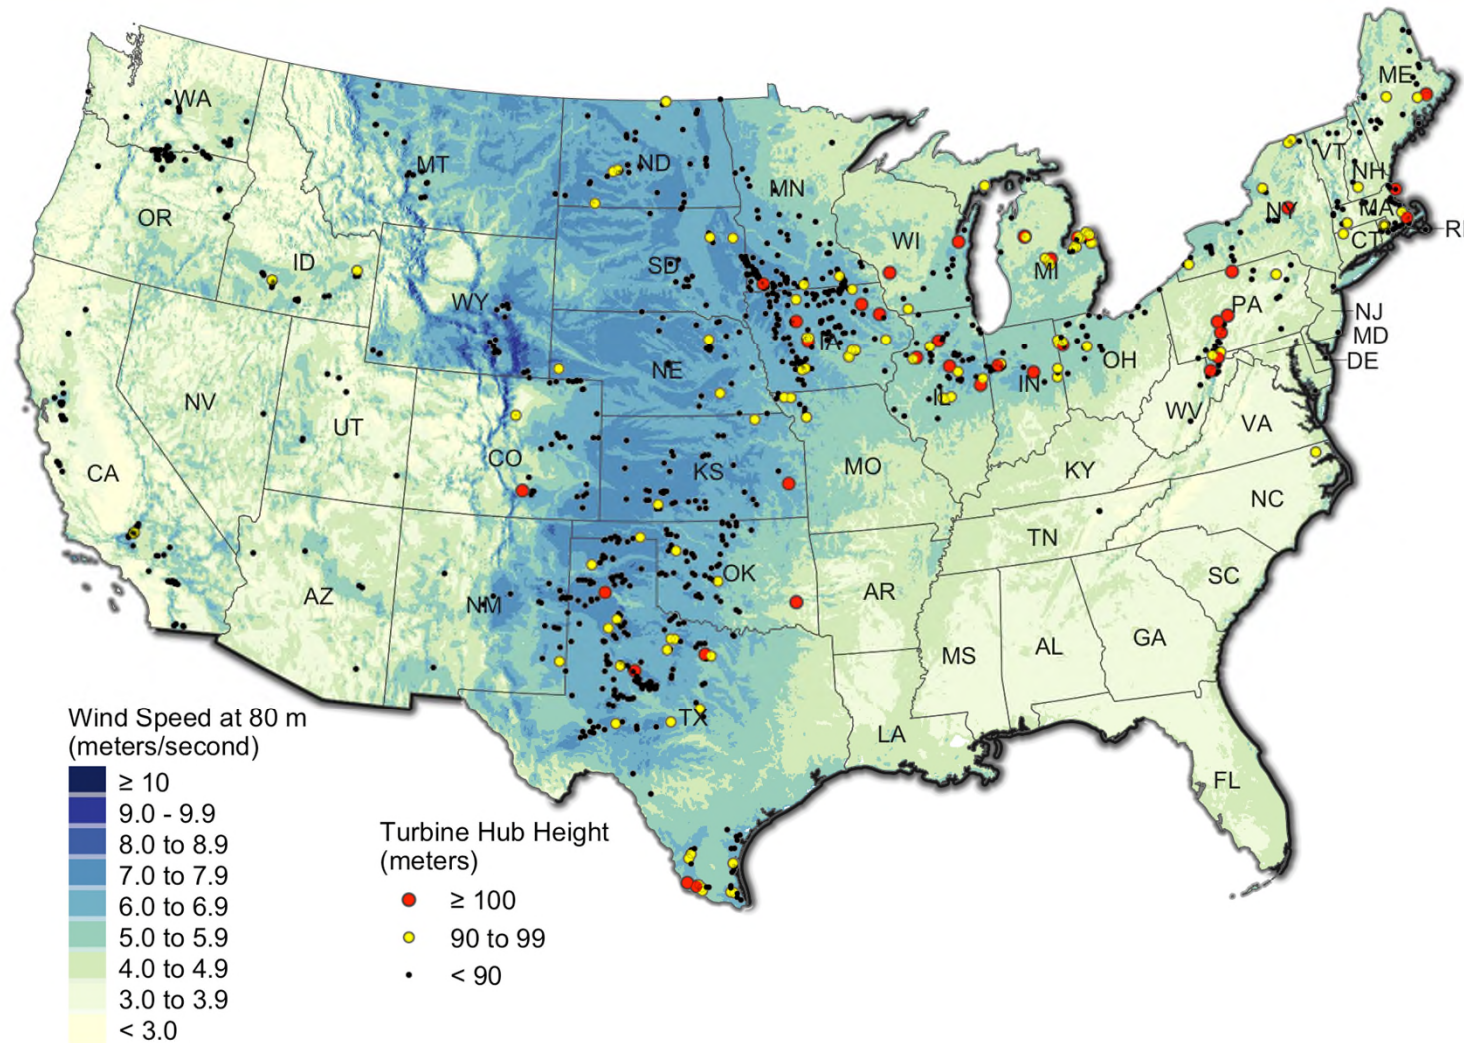 ME
WA
VT
MT
ND
NH
MN
OR
NY
MA
WI
CT
RI
ID
SD
MI
WY
PA
NJ
MD
IA
DE
OH
NE
IN
IL
NV
WV
UT
VA
CO
MO
CA
KS
KY
NC
TN
OK
SC
AZ
NM
AR
GA
AL
MS
TX
LA
FL
Wind Speed at 80 m
(meters/second)
≥ 10
9.0 - 9.9
8.0 to 8.9
7.0 to 7.9
6.0 to 6.9
5.0 to 5.9
4.0 to 4.9
3.0 to 3.9
< 3.0
Turbine Hub Height
(meters)
≥ 100
90 to 99
< 90